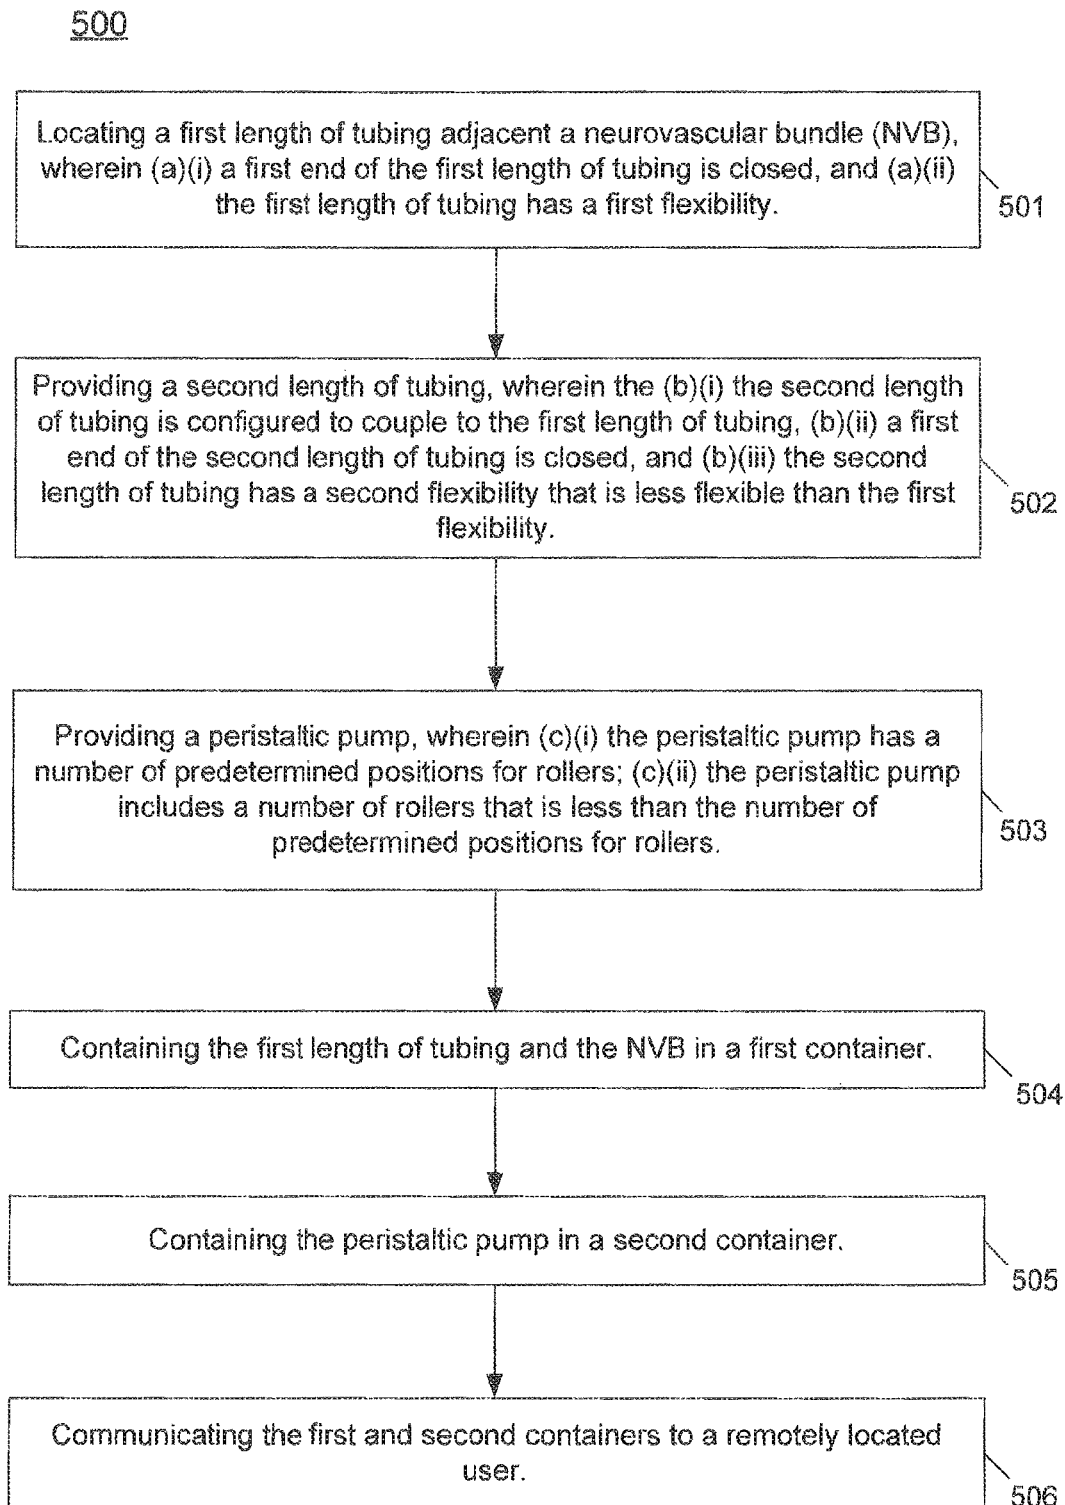 500
Locating a first length of tubing adjacent a neurovascular bundle (NVB),
wherein (a)(i) a first end of the first length of tubing is closed, and (a)(ii)
the first length of tubing has a first flexibility.
501
Providing a second length of tubing, wherein the (b)(i) the second length
of tubing is configured to couple to the first length of tubing, (b)(ii) a first
end of the second length of tubing is closed, and (b)(iii) the second
length of tubing has a second flexibility that is less flexible than the first
flexibility.
502
Providing a peristaltic pump, wherein (c)(i) the peristaltic pump has a
number of predetermined positions for rollers; (c)(ii) the peristaltic pump
includes a number of rollers that is less than the number of
predetermined positions for rollers.
503
Containing the first length of tubing and the NVB in a first container.
504
Containing the peristaltic pump in a second container.
505
Communicating the first and second containers to a remotely located
user.
506